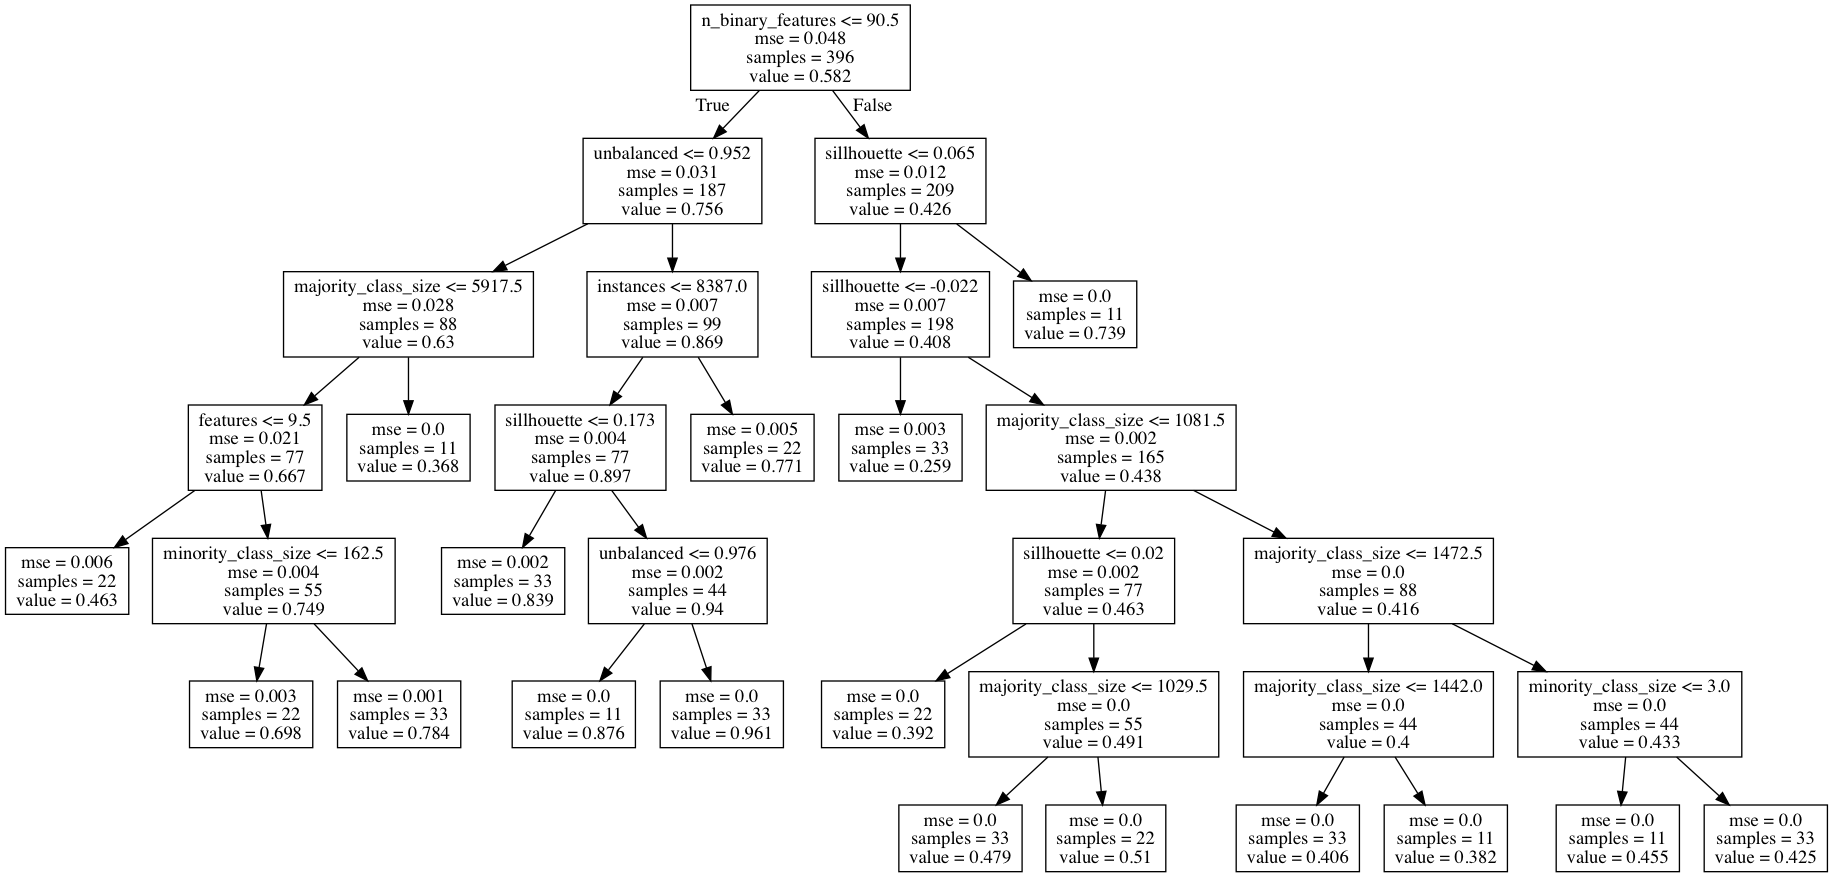 n_binary_features <= 90.5
mse = 0.048
samples = 396
value = 0.582
True
False
unbalanced <= 0.952
mse = 0.031
samples = 187
value = 0.756
sillhouette <= 0.065
mse = 0.012
samples = 209
value = 0.426
majority_class_size <= 5917.5
mse = 0.028
samples = 88
value = 0.63
instances <= 8387.0
mse = 0.007
samples = 99
value = 0.869
sillhouette <= -0.022
mse = 0.007
samples = 198
value = 0.408
mse = 0.0
samples = 11
value = 0.739
features <= 9.5
mse = 0.021
samples = 77
value = 0.667
mse = 0.0
samples = 11
value = 0.368
sillhouette <= 0.173
mse = 0.004
samples = 77
value = 0.897
mse = 0.005
samples = 22
value = 0.771
mse = 0.003
samples = 33
value = 0.259
majority_class_size <= 1081.5
mse = 0.002
samples = 165
value = 0.438
mse = 0.006
samples = 22
value = 0.463
minority_class_size <= 162.5
mse = 0.004
samples = 55
value = 0.749
mse = 0.002
samples = 33
value = 0.839
unbalanced <= 0.976
mse = 0.002
samples = 44
value = 0.94
sillhouette <= 0.02
mse = 0.002
samples = 77
value = 0.463
majority_class_size <= 1472.5
mse = 0.0
samples = 88
value = 0.416
mse = 0.003
samples = 22
value = 0.698
mse = 0.001
samples = 33
value = 0.784
mse = 0.0
samples = 11
value = 0.876
mse = 0.0
samples = 33
value = 0.961
mse = 0.0
samples = 22
value = 0.392
majority_class_size <= 1029.5
mse = 0.0
samples = 55
value = 0.491
majority_class_size <= 1442.0
mse = 0.0
samples = 44
value = 0.4
minority_class_size <= 3.0
mse = 0.0
samples = 44
value = 0.433
mse = 0.0
samples = 33
value = 0.479
mse = 0.0
samples = 22
value = 0.51
mse = 0.0
samples = 33
value = 0.406
mse = 0.0
samples = 11
value = 0.382
mse = 0.0
samples = 11
value = 0.455
mse = 0.0
samples = 33
value = 0.425